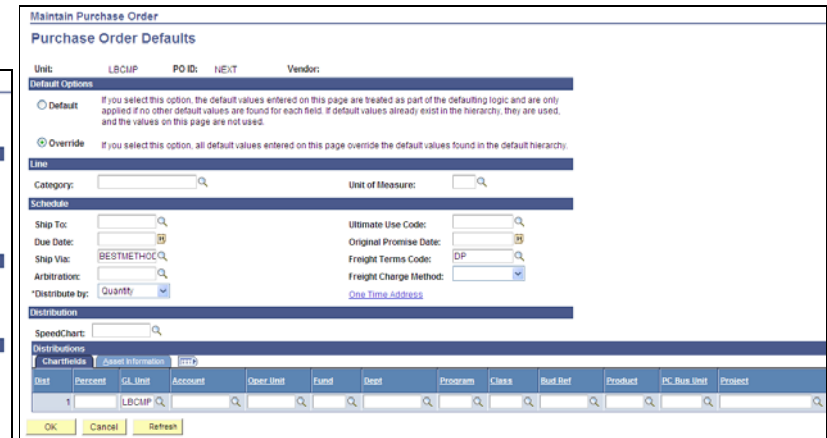 Maintain Purchase Order
Purchase Order Defaults
Unit: LBCMP PO ID: NEXT Vendor:
Default Options
Default If you select this option, the default values entered on this page are treated as part of the defaulting logic and are only
applied if no other default values are found for each field. If default values already exist in the hierarchy, they are used,
and the values on this page are not used.
Override If you select this option, all default values entered on this page override the default values found in the default hierarchy.
Line
Category: Unit of Measure:
Schedule
Ship To: Ultimate Use Code:
Due Date: Original Promise Date:
Ship Via: BESTMETHOD Freight Terms Code: DP
Arbitration: Freight Charge Method:
*Distribute by: Quantity One Time Address
Distribution
SpeedChart:
Distributions
Chartfields Asset Information
Dist Percent GL Unit Account Oper Unit Fund Dept Program Class Bud Ref Product PC Bus Unit Project
1 LBCMP
OK Cancel Refresh